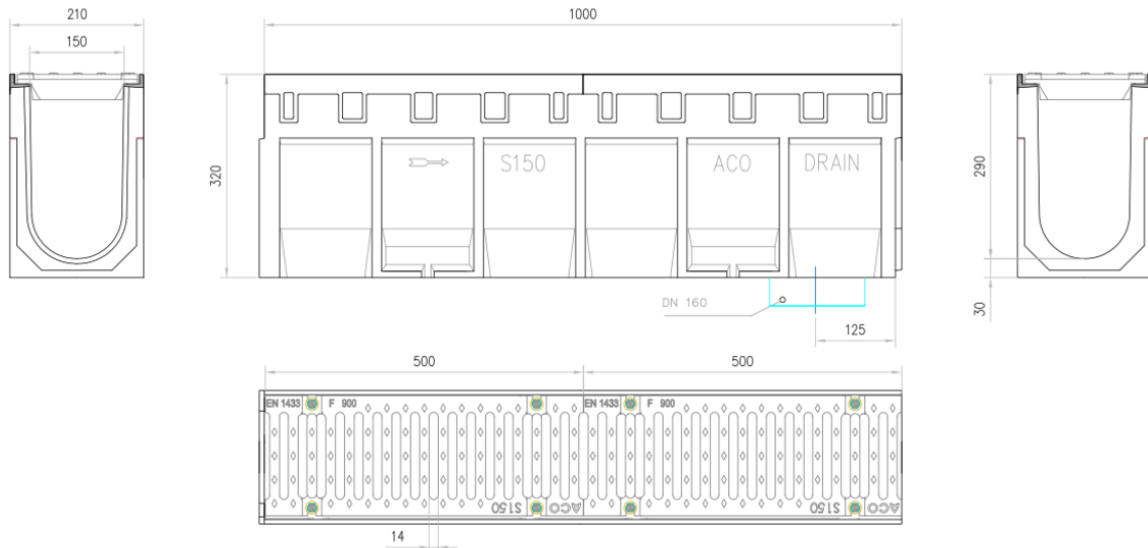 210
150
1000
320
S150
ACO
DRAIN
290
30
DN 160
125
500
500
EN 1433
F 900
EN 1433
F 900
ACO
S150
ACO
S150
14